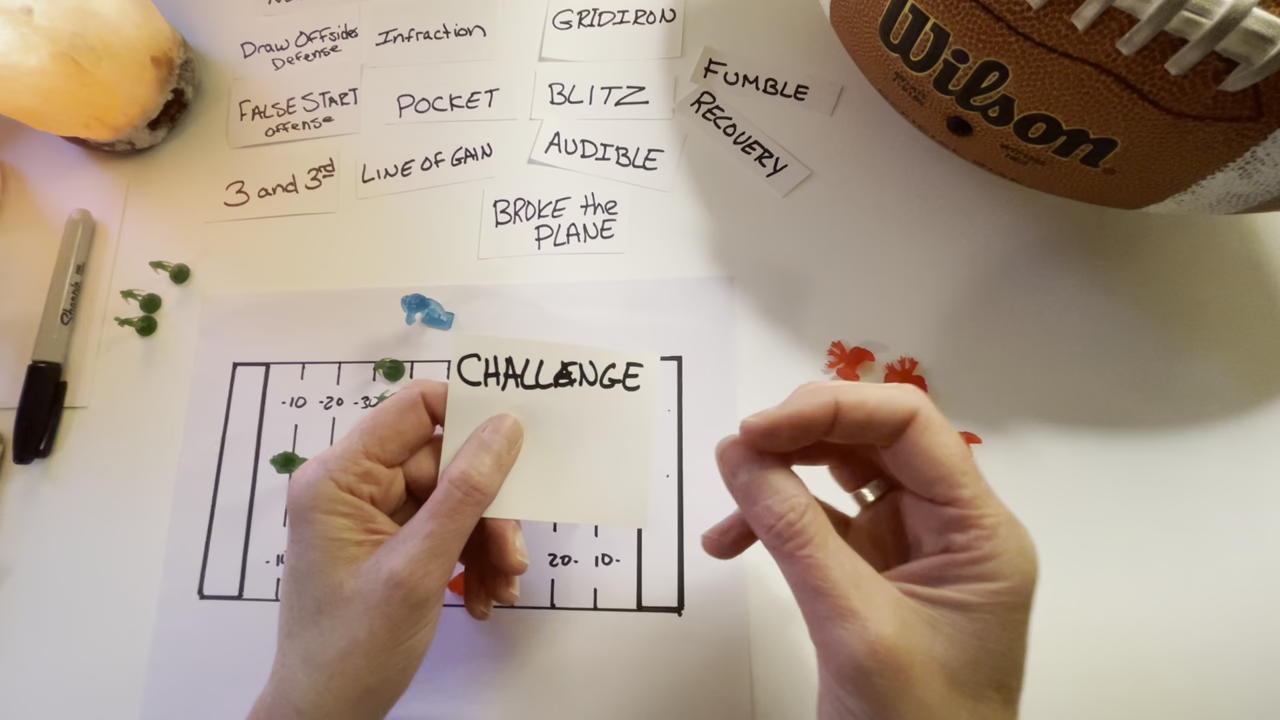 Draw Offsides
Defense
Infraction
GRIDIRON
FALSE START
offense
POCKET
BLITZ
FUMBLE
RECOVERY
3 and 3rd
LINE OF GAIN
AUDIBLE
BROKE the
PLANE
Wilson
Sharpie
CHALLENGE
-10 -20 -30
20- 10-